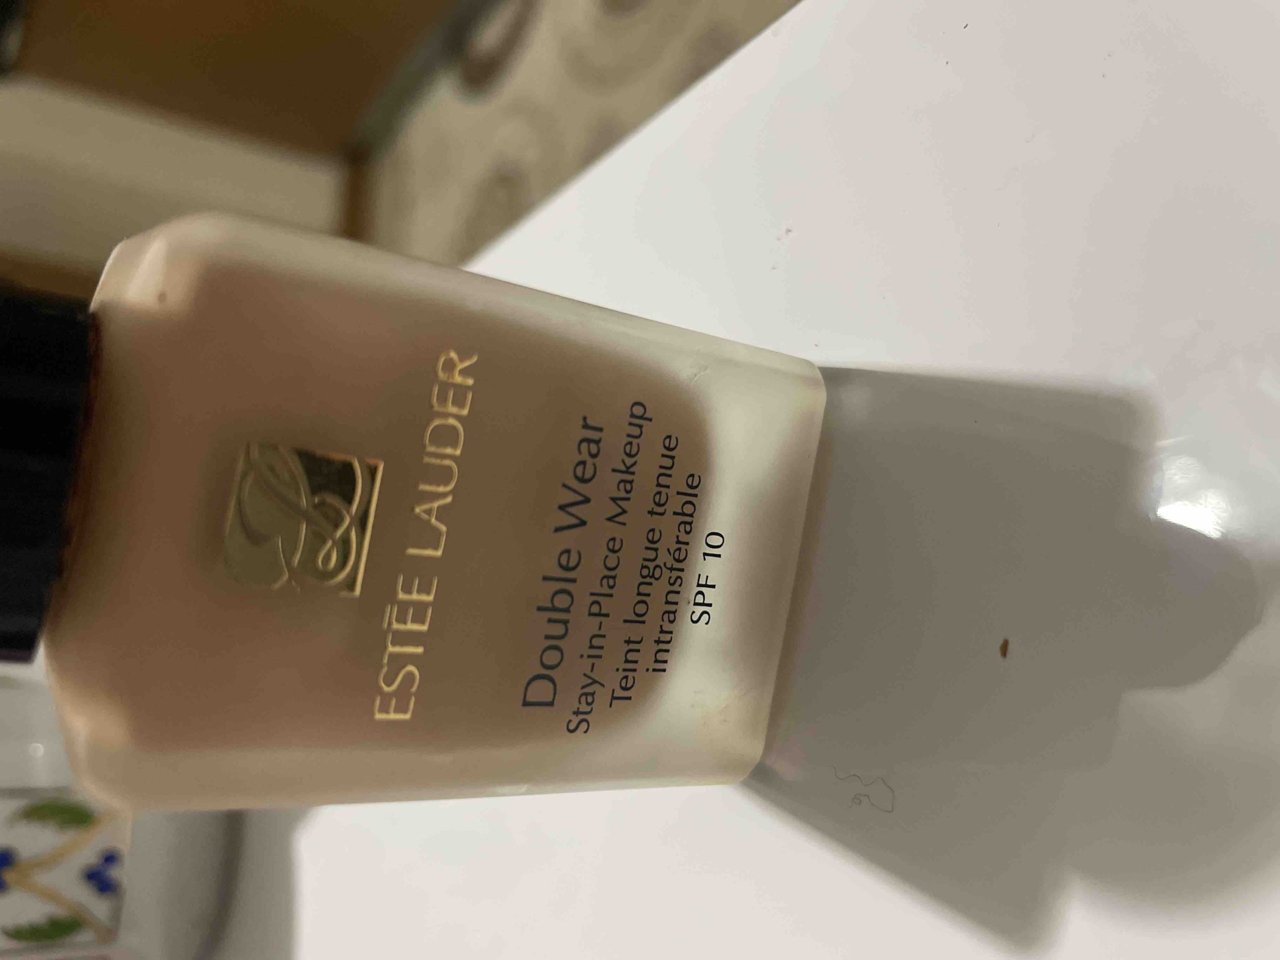 ESTĒE LAUDER
Double Wear
Stay-in-Place Makeup
Teint longue tenue
intransférable
SPF 10